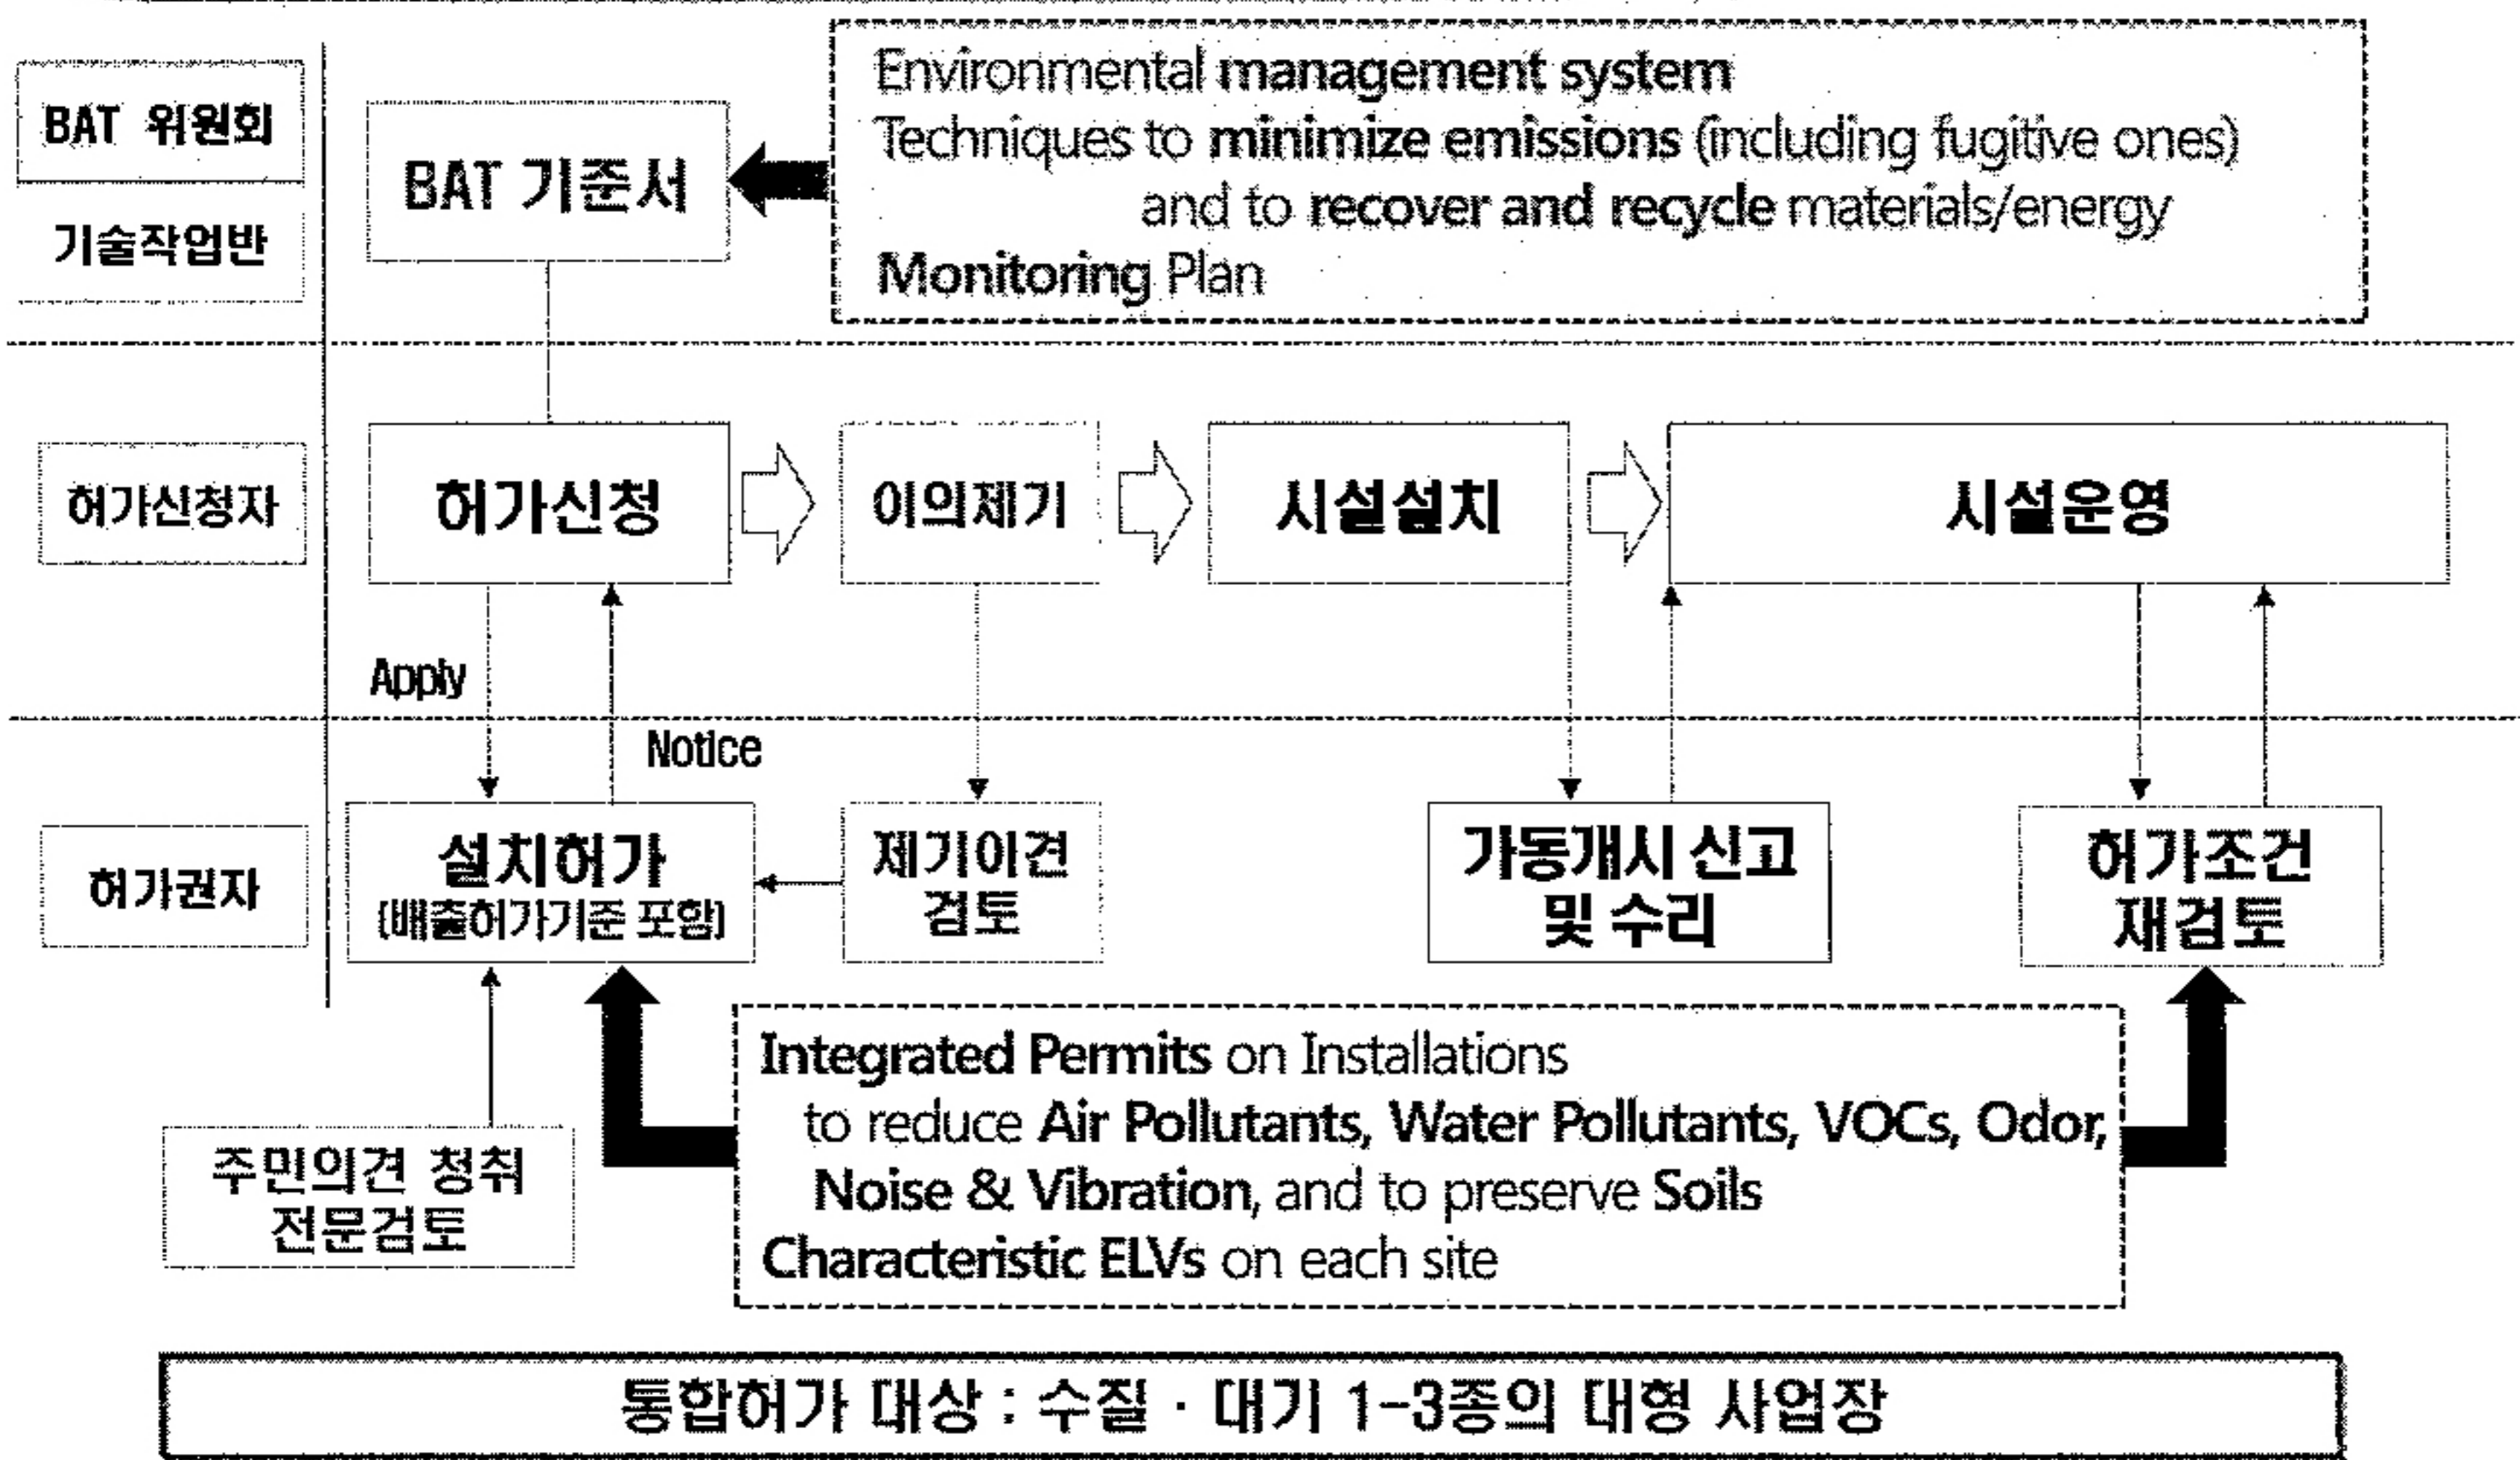 BAT 위원회
기술작업반
BAT 기준서
Environmental management system
Techniques to minimize emissions (including fugitive ones)
and to recover and recycle materials/energy
Monitoring Plan
허가신청자
허가신청
이의제기
시설설치
시설운영
Apply
Notice
허가권자
설치허가
(배출허가기준 포함)
제기이견
검토
가동개시 신고
및 수리
허가조건
재검토
주민의견 청취
전문검토
Integrated Permits on Installations
to reduce Air Pollutants, Water Pollutants, VOCs, Odor,
Noise & Vibration, and to preserve Soils
Characteristic ELVs on each site
통합허가 대상 : 수질 · 대기 1-3종의 대형 사업장